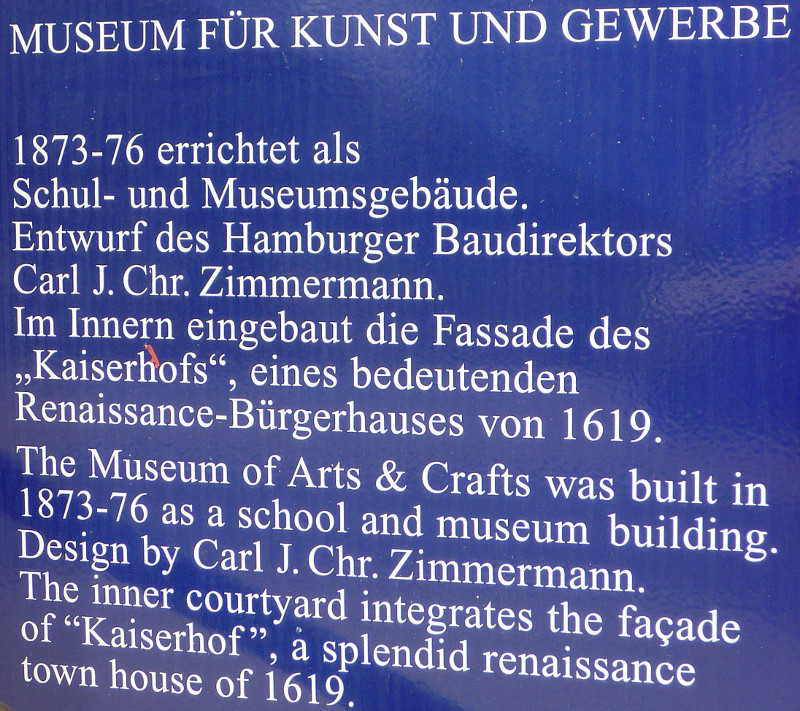 MUSEUM FÜR KUNST UND GEWERBE
1873-76 errichtet als
Schul- und Museumsgebäude.
Entwurf des Hamburger Baudirektors
Carl J. Chr. Zimmermann.
Im Innern eingebaut die Fassade des
„Kaiserhofs“, eines bedeutenden
Renaissance-Bürgerhauses von 1619.
The Museum of Arts & Crafts was built in
1873-76 as a school and museum building.
Design by Carl J. Chr. Zimmermann.
The inner courtyard integrates the façade
of “Kaiserhof”, a splendid renaissance
town house of 1619.